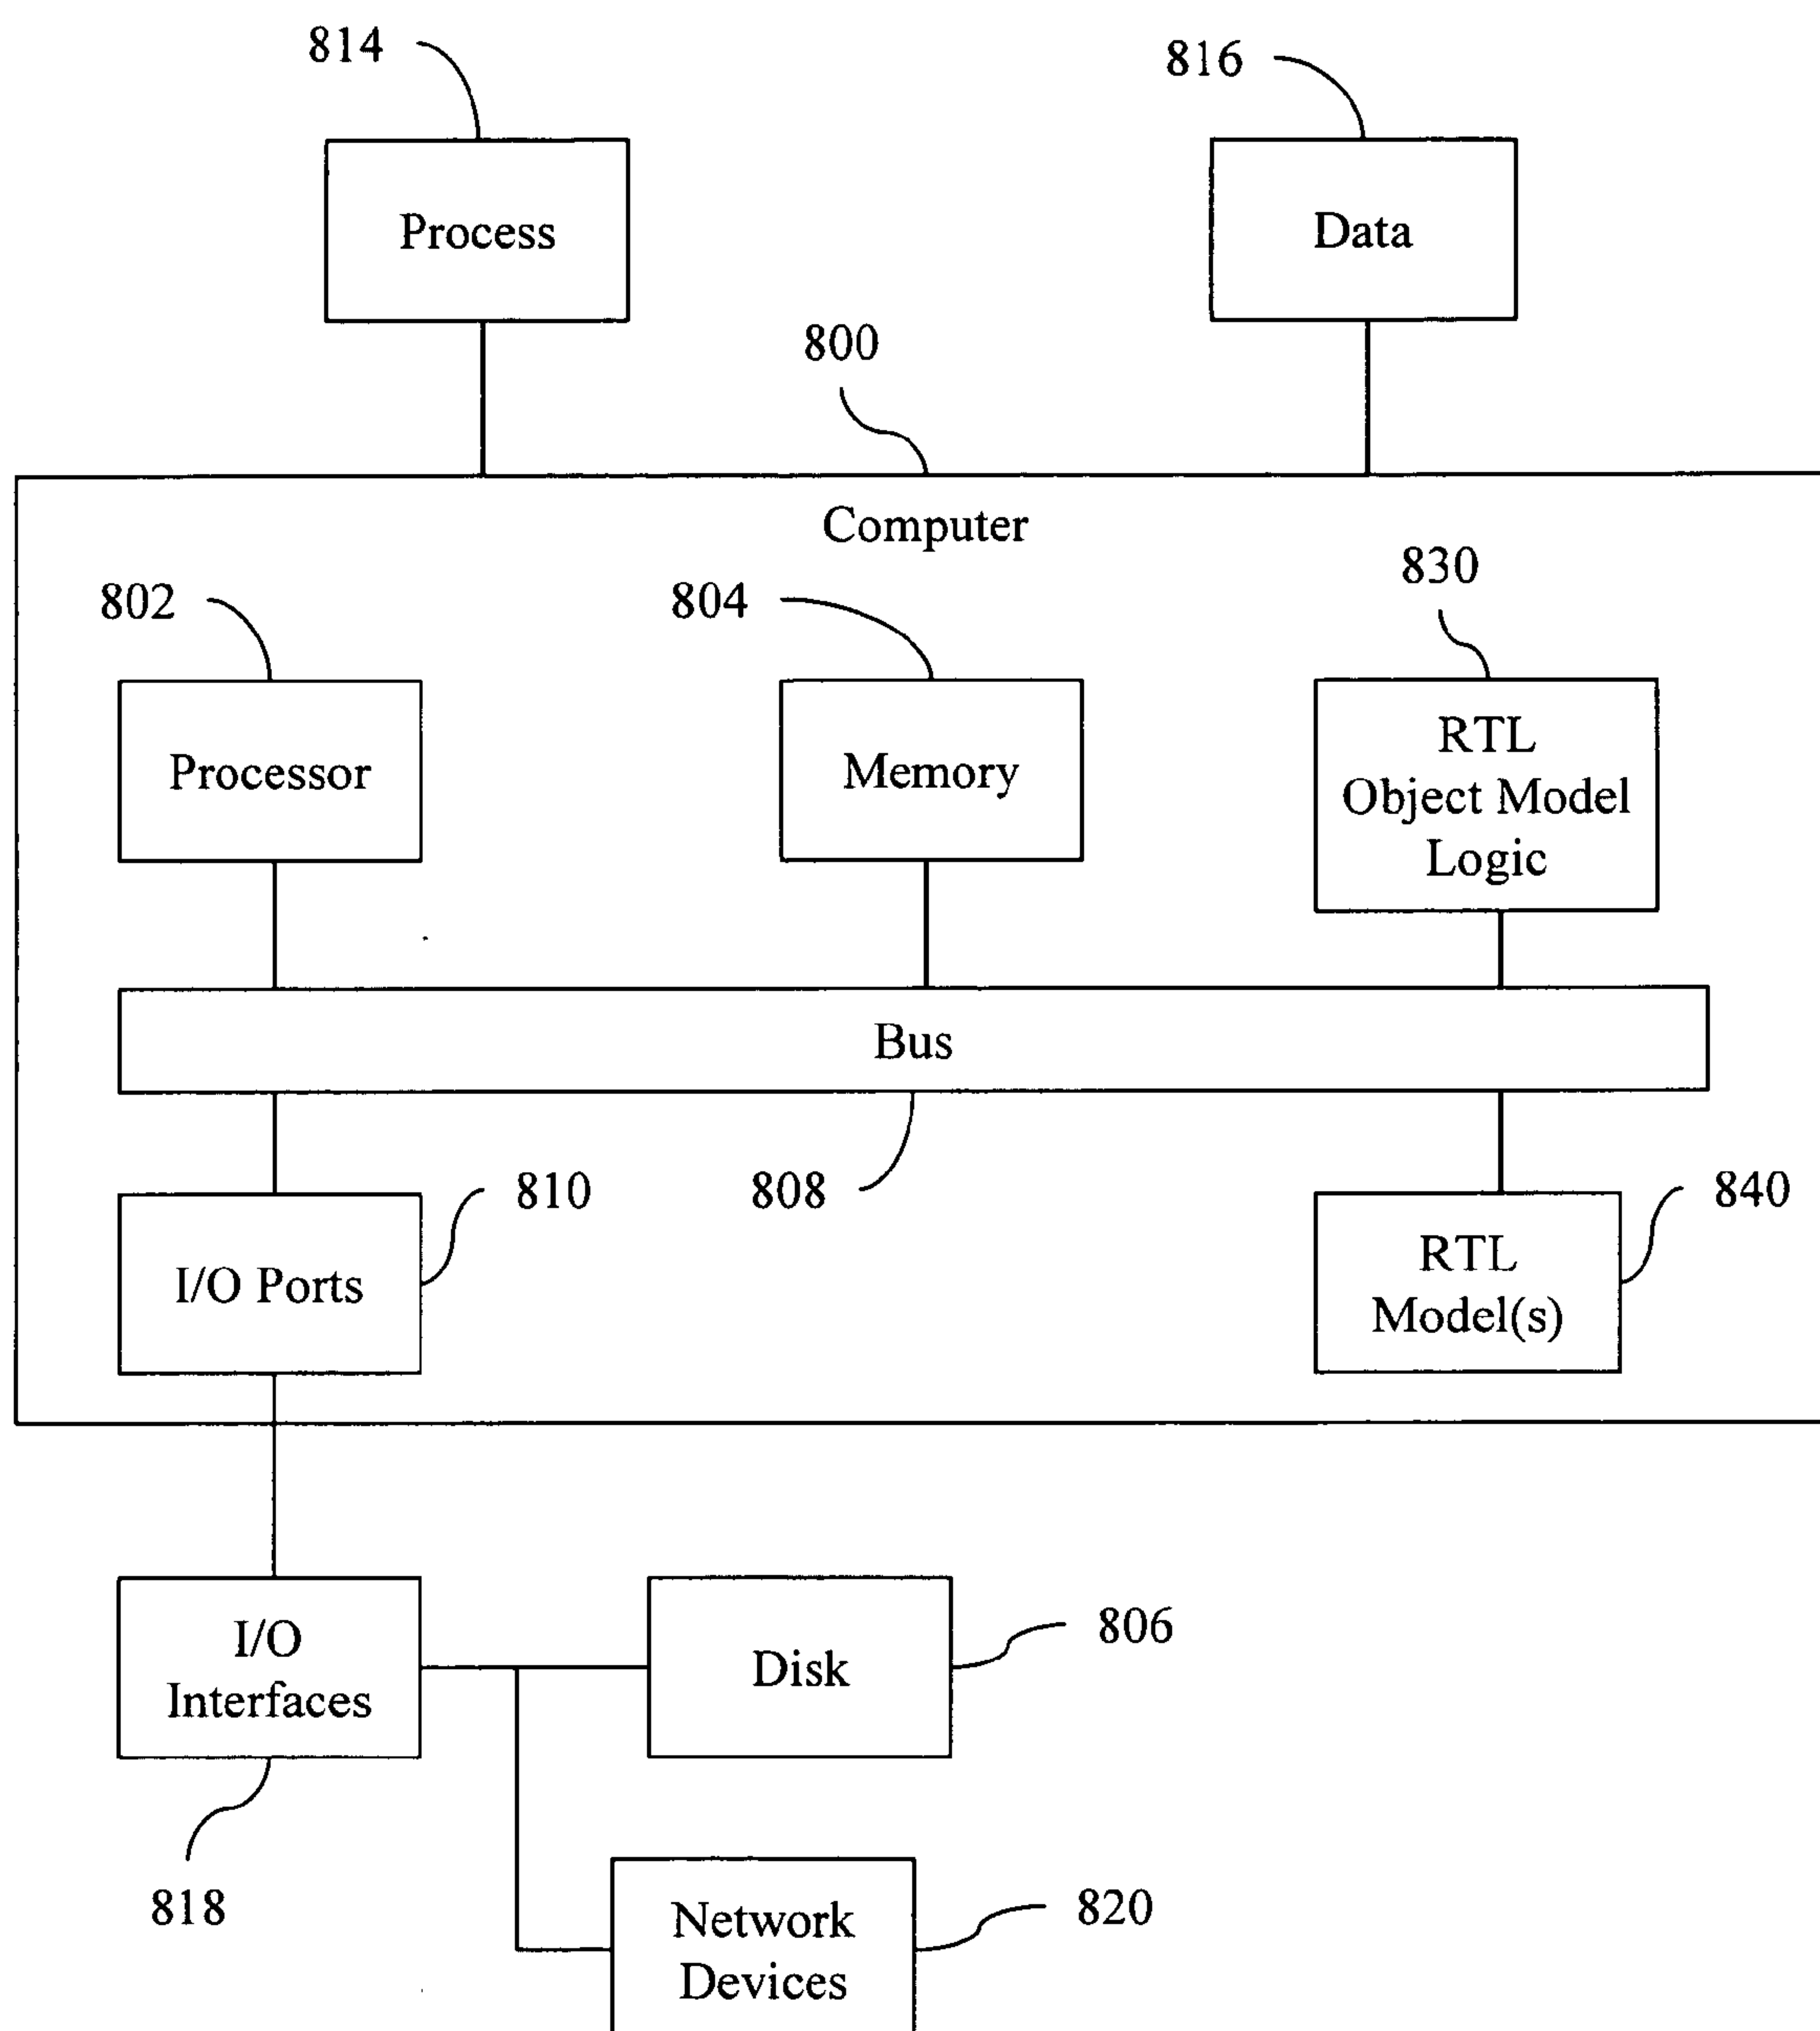 814
816
Process
Data
800
Computer
802
804
830
Processor
Memory
RTL
Object Model
Logic
Bus
810
808
840
I/O Ports
RTL
Model(s)
I/O
Interfaces
Disk
806
818
Network
Devices
820